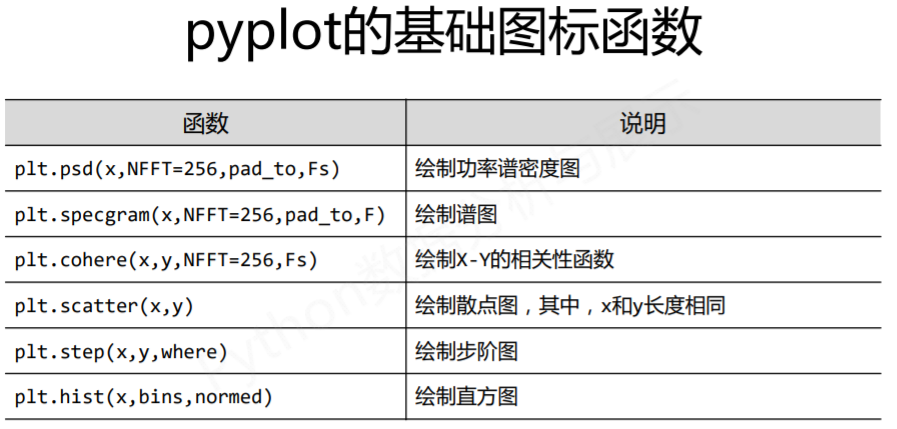 pyplot的基础图标函数
函数 说明
plt.psd(x,NFFT=256,pad_to,Fs) 绘制功率谱密度图
plt.specgram(x,NFFT=256,pad_to,F) 绘制谱图
plt.cohere(x,y,NFFT=256,Fs) 绘制X-Y的相关性函数
plt.scatter(x,y) 绘制散点图，其中，x和y长度相同
plt.step(x,y,where) 绘制步阶图
plt.hist(x,bins,normed) 绘制直方图
Python数据分析与展示